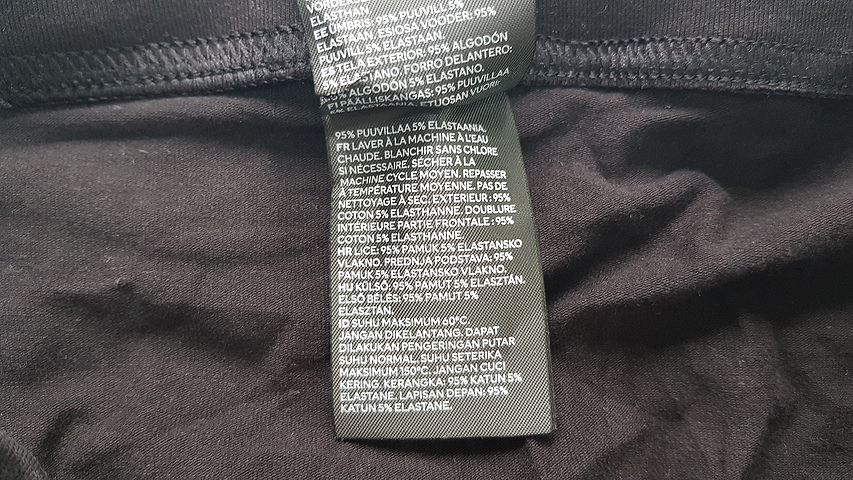 ELASTHAN.
EE ÜMBRIS: 95% PUUVILL 5%
ELASTAAN. ESIOSA VOODER: 95%
PUUVILL 5% ELASTAAN.
ES TELA EXTERIOR: 95% ALGODÓN
5% ELASTANO. FORRO DELANTERO:
95% ALGODÓN 5% ELASTANO.
FI PÄÄLLISKANGAS: 95% PUUVILLAA
5% ELASTAANIA, ETUOSAN VUORI:
95% PUUVILLAA 5% ELASTAANIA.
FR LAVER À LA MACHINE À L'EAU
CHAUDE. BLANCHIR SANS CHLORE
SI NÉCESSAIRE. SÉCHER À LA
MACHINE CYCLE MOYEN. REPASSER
À TEMPÉRATURE MOYENNE. PAS DE
NETTOYAGE À SEC. EXTERIEUR : 95%
COTON 5% ELASTHANNE. DOUBLURE
INTÉRIEURE PARTIE FRONTALE : 95%
COTON 5% ELASTHANNE.
HR LICE: 95% PAMUK 5% ELASTANSKO
VLAKNO. PREDNJA PODSTAVA: 95%
PAMUK 5% ELASTANSKO VLAKNO.
HU KÜLSŐ: 95% PAMUT 5% ELASZTÁN.
ELSŐ BÉLÉS: 95% PAMUT 5%
ELASZTÁN.
ID SUHU MAKSIMUM 60°C
JANGAN DIKELANTANG. DAPAT
DILAKUKAN PENGERINGAN PUTAR
SUHU NORMAL. SUHU SETERIKA
MAKSIMUM 150°C. JANGAN CUCI
KERING. KERANGKA: 95% KATUN 5%
ELASTANE, LAPISAN DEPAN: 95%
KATUN 5% ELASTANE.